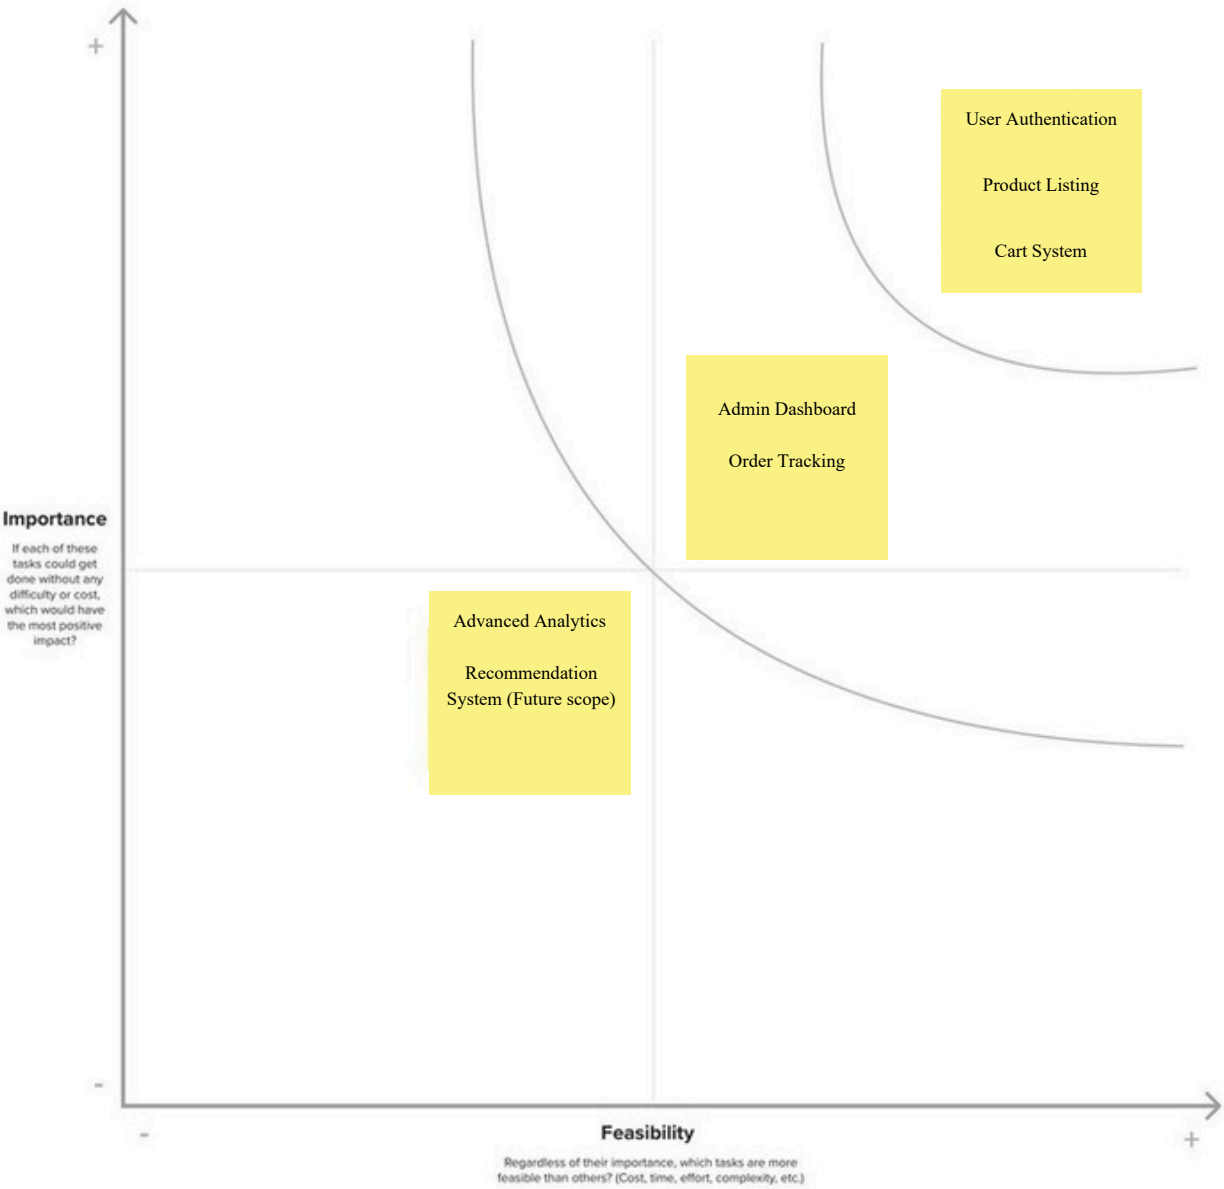 +
User Authentication
Product Listing
Cart System
Admin Dashboard
Order Tracking
Importance
If each of these
tasks could get
done without any
difficulty or cost,
which would have
the most positive
impact?
Advanced Analytics
Recommendation
System (Future scope)
-
-
Feasibility
+
Regardless of their importance, which tasks are more
feasible than others? (Cost, time, effort, complexity, etc.)